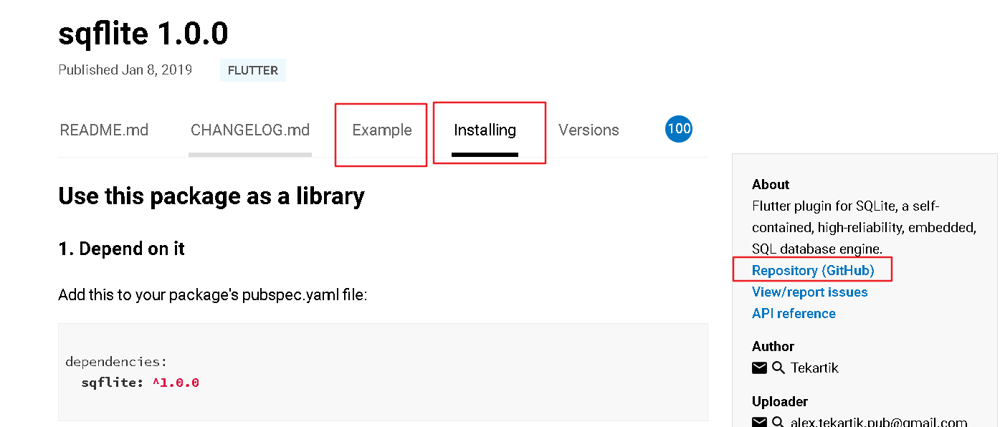 sqflite 1.0.0
Published Jan 8, 2019 FLUTTER
README.md CHANGELOG.md Example Installing Versions 100
Use this package as a library
1. Depend on it
Add this to your package's pubspec.yaml file:
dependencies:
sqflite: ^1.0.0
About
Flutter plugin for SQLite, a self-
contained, high-reliability, embedded,
SQL database engine.
Repository (GitHub)
View/report issues
API reference
Author
Tekartik
Uploader
alex.tekartik.pub@gmail.com